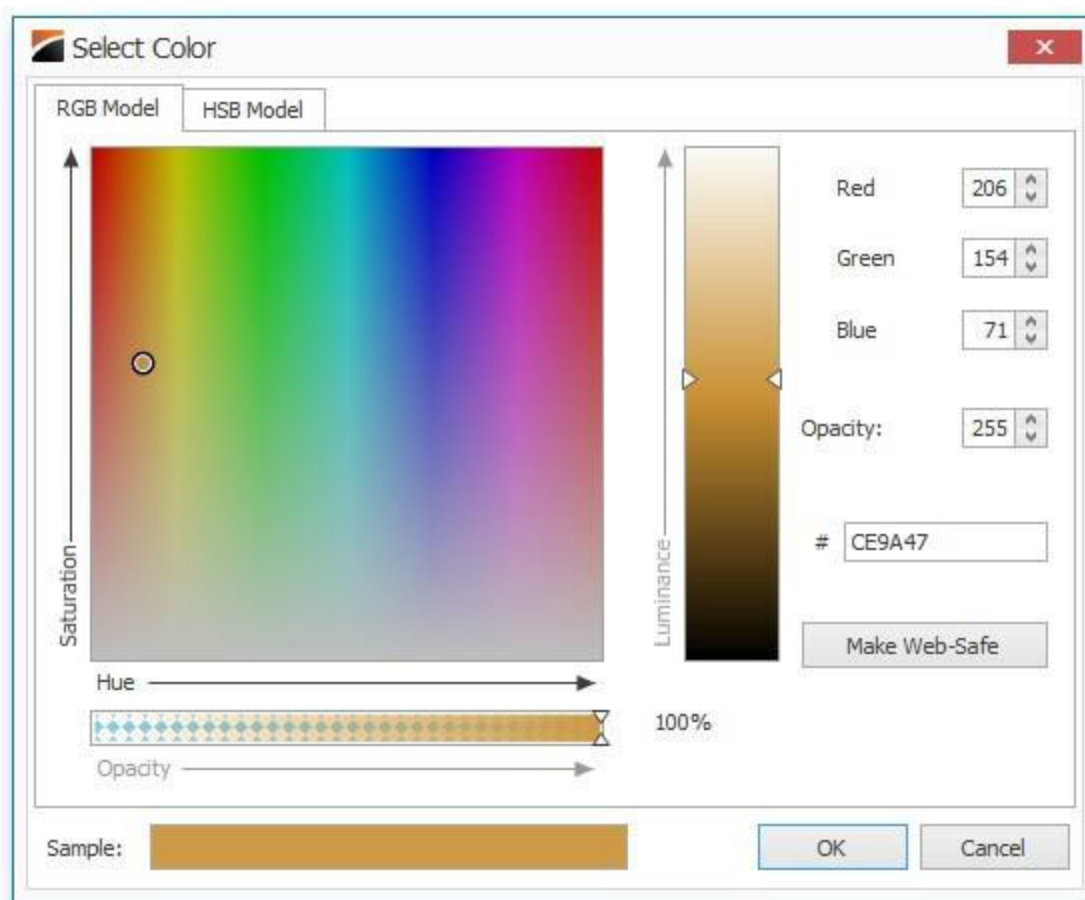 Select Color
RGB Model
HSB Model
Saturation
Hue
Opacity
100%
Luminance
Red 206
Green 154
Blue 71
Opacity: 255
# CE9A47
Make Web-Safe
Sample:
OK
Cancel